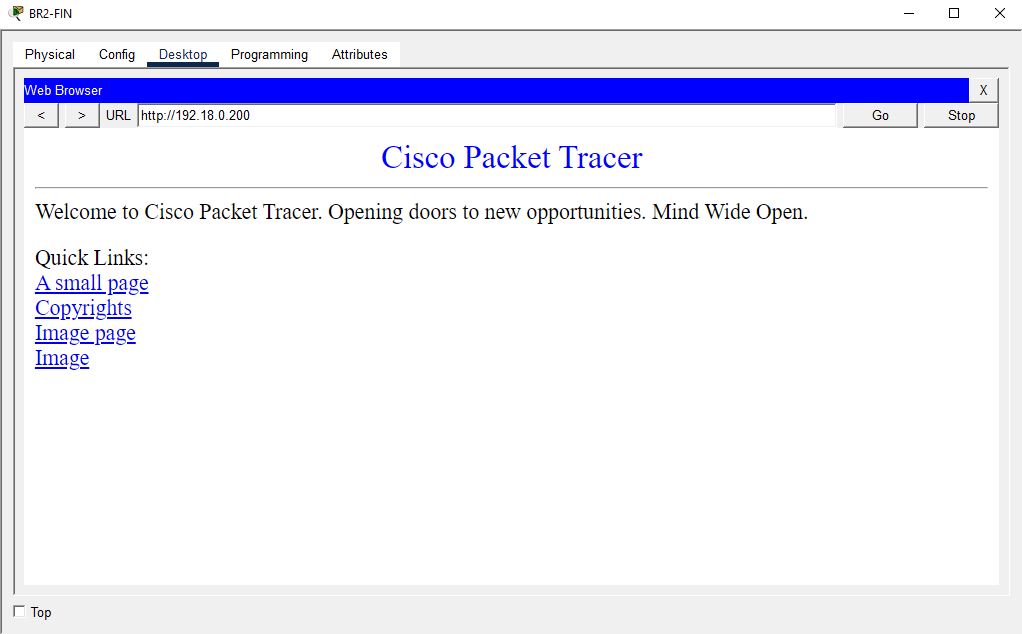 BR2-FIN
Physical Config Desktop Programming Attributes
Web Browser X
< > URL http://192.18.0.200 Go Stop
Cisco Packet Tracer
Welcome to Cisco Packet Tracer. Opening doors to new opportunities. Mind Wide Open.
Quick Links:
A small page
Copyrights
Image page
Image
Top